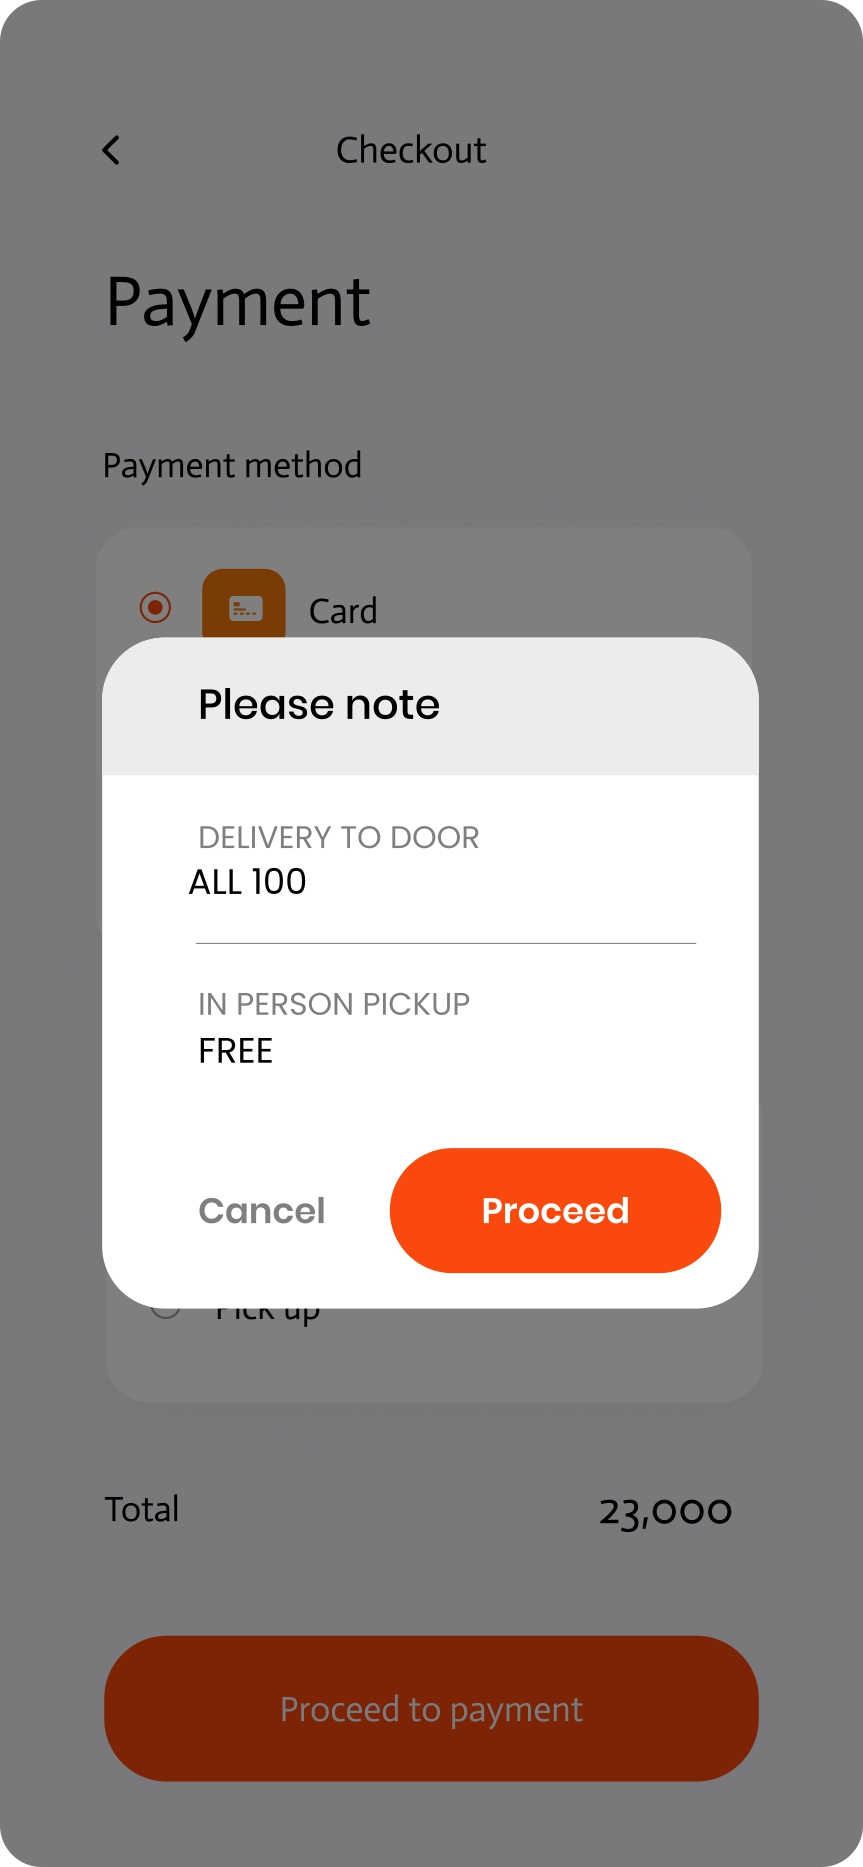 Checkout
Payment
Payment method
Card
Please note
DELIVERY TO DOOR
ALL 100
IN PERSON PICKUP
FREE
Cancel
Proceed
Pick up
Total
23,000
Proceed to payment